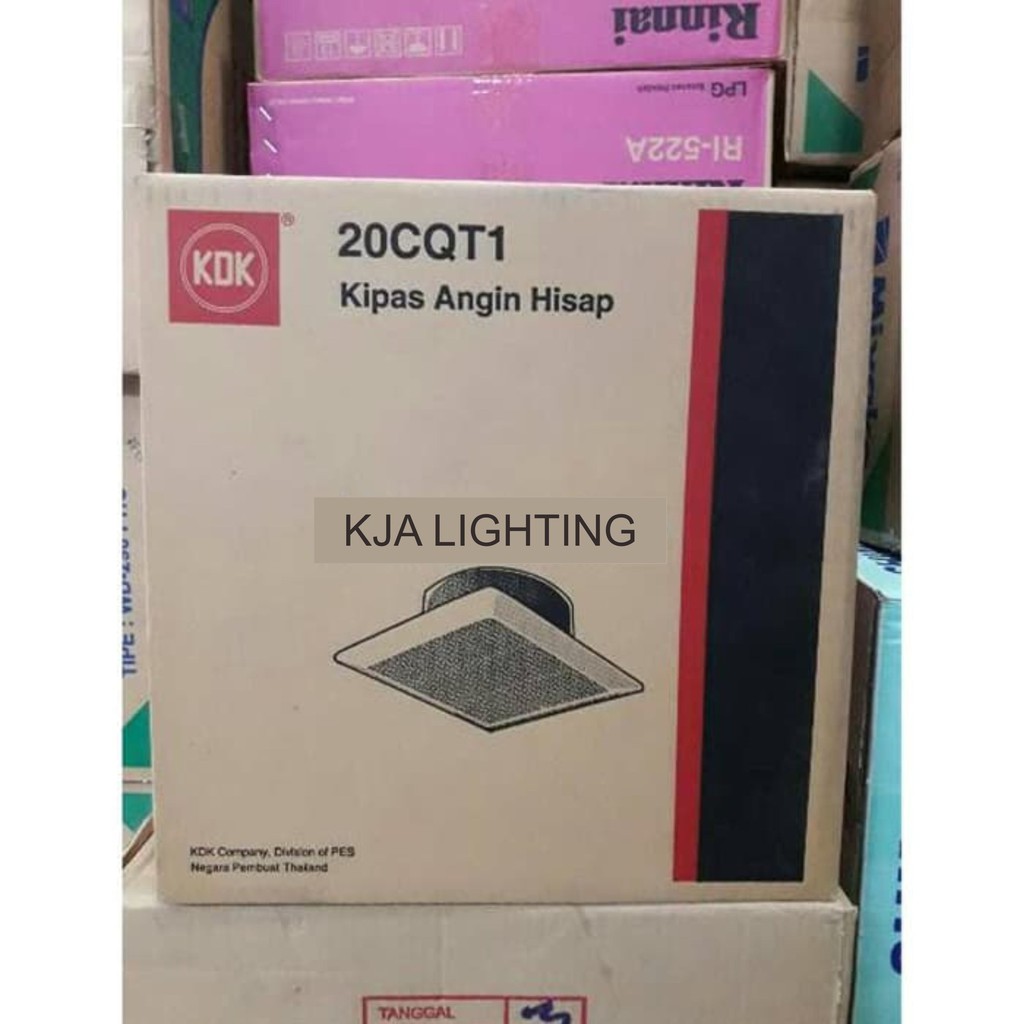 Rinnai
LPG
RI-522A
Rinnai
KDK
®
20CQT1
Kipas Angin Hisap
KJA LIGHTING
KDK Company, Division of PES
Negara Pembuat Thailand
TANGGAL